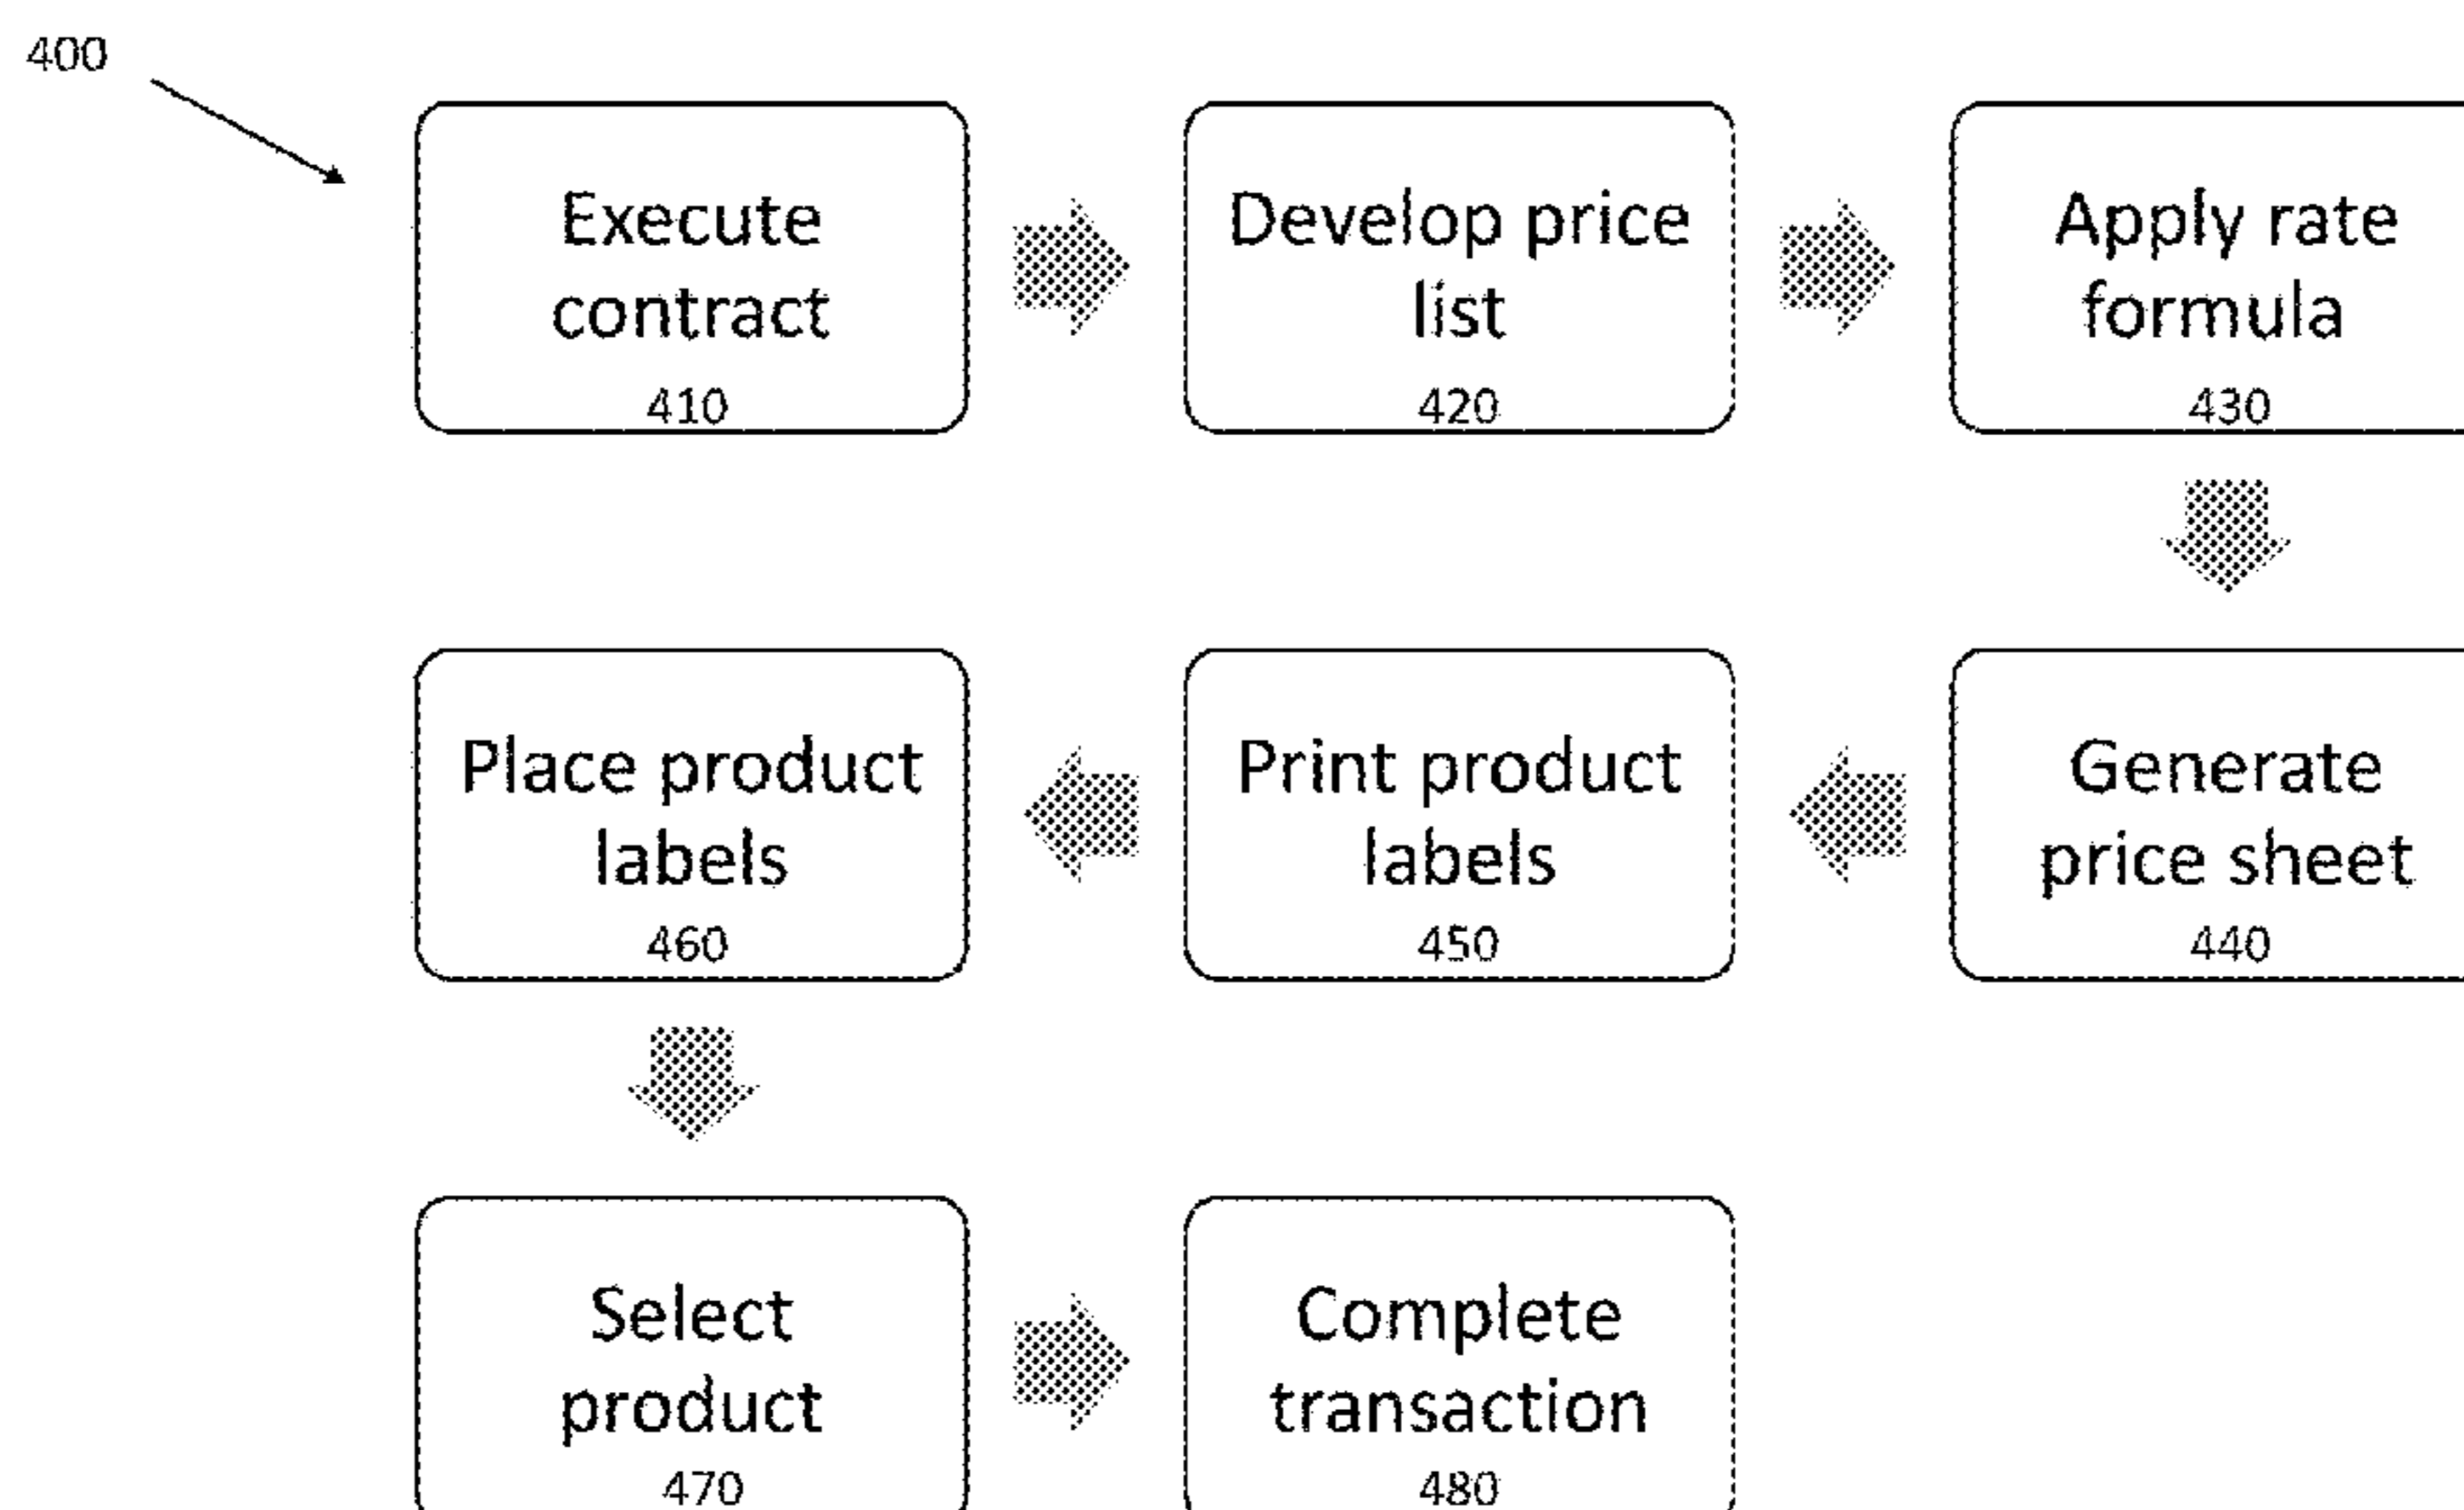 400
Execute
contract
410
Develop price
list
420
Apply rate
formula
430
Generate
price sheet
440
Print product
labels
450
Place product
labels
460
Select
product
470
Complete
transaction
480